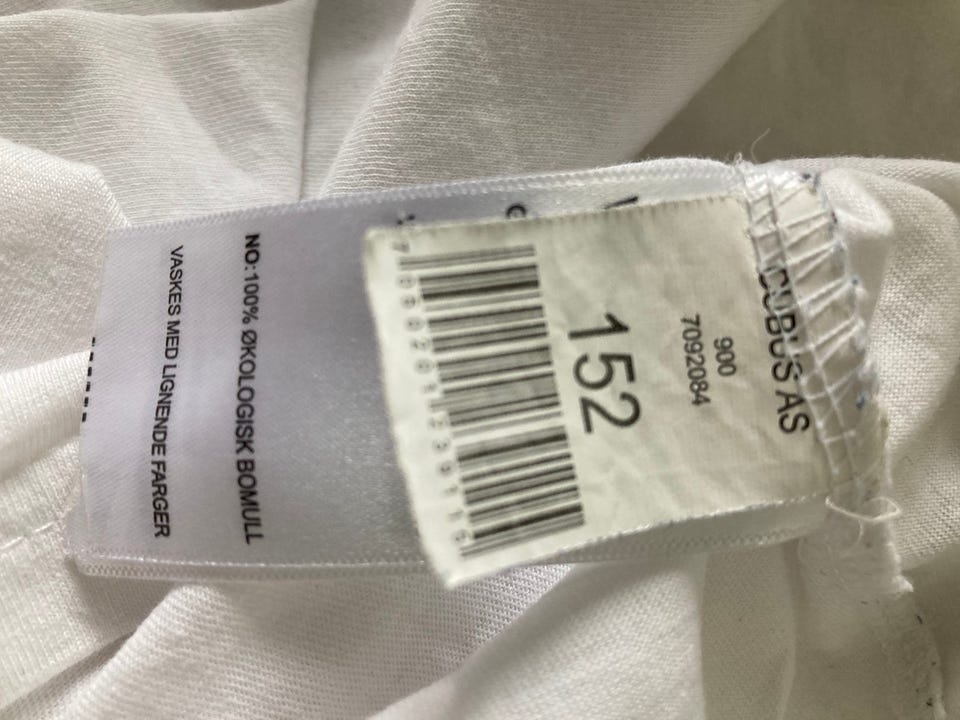 CUBUS AS
900
7092084
152
NO:100% ØKOLOGISK BOMULL
VASKES MED LIGNENDE FARGER